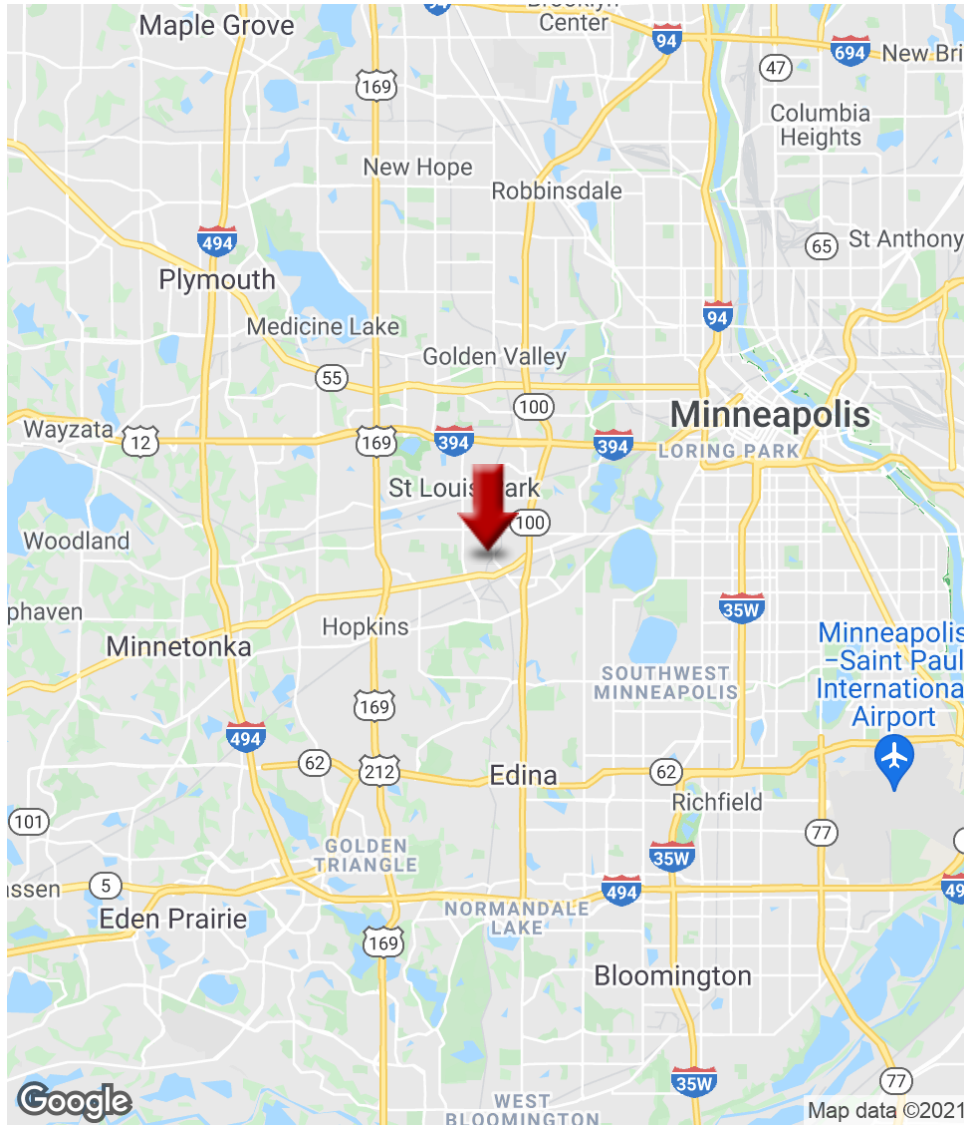 Maple Grove
94
Center
94
694
New Bri
47
169
Columbia
Heights
New Hope
Robbinsdale
65
St Anthony
494
Plymouth
94
Medicine Lake
Golden Valley
55
100
Minneapolis
Wayzata
12
169
394
394
LORING PARK
St Louis Park
100
Woodland
phaven
35W
Hopkins
Minnetonka
Minneapolis
–Saint Paul
International
Airport
SOUTHWEST
MINNEAPOLIS
169
494
62
212
Edina
62
Richfield
101
77
GOLDEN
TRIANGLE
35W
assen
5
494
49
Eden Prairie
NORMANDALE
LAKE
169
Bloomington
35W
77
WEST
BLOOMINGTON
Google
Map data ©2021